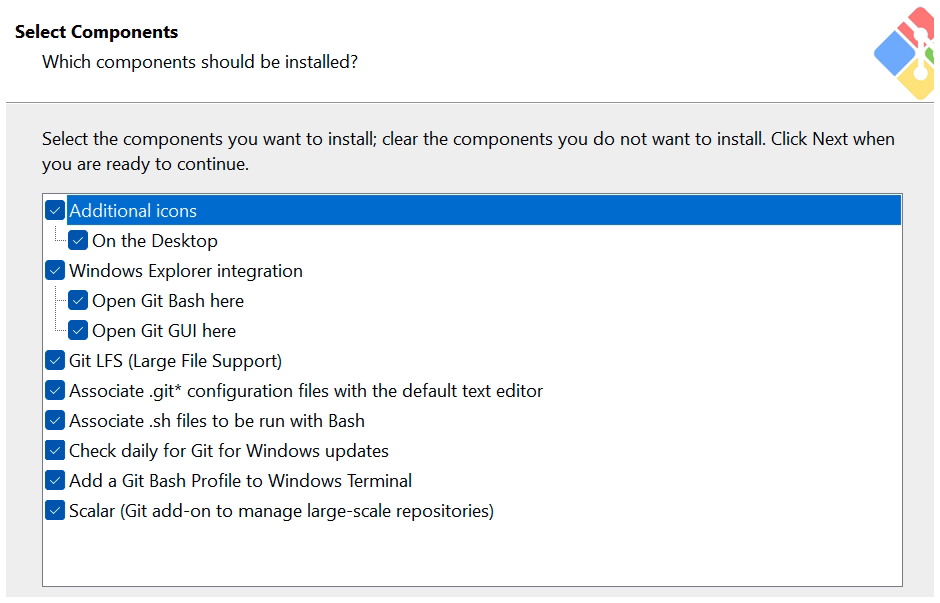 Select Components
Which components should be installed?
Select the components you want to install; clear the components you do not want to install. Click Next when
you are ready to continue.
Additional icons
On the Desktop
Windows Explorer integration
Open Git Bash here
Open Git GUI here
Git LFS (Large File Support)
Associate .git* configuration files with the default text editor
Associate .sh files to be run with Bash
Check daily for Git for Windows updates
Add a Git Bash Profile to Windows Terminal
Scalar (Git add-on to manage large-scale repositories)